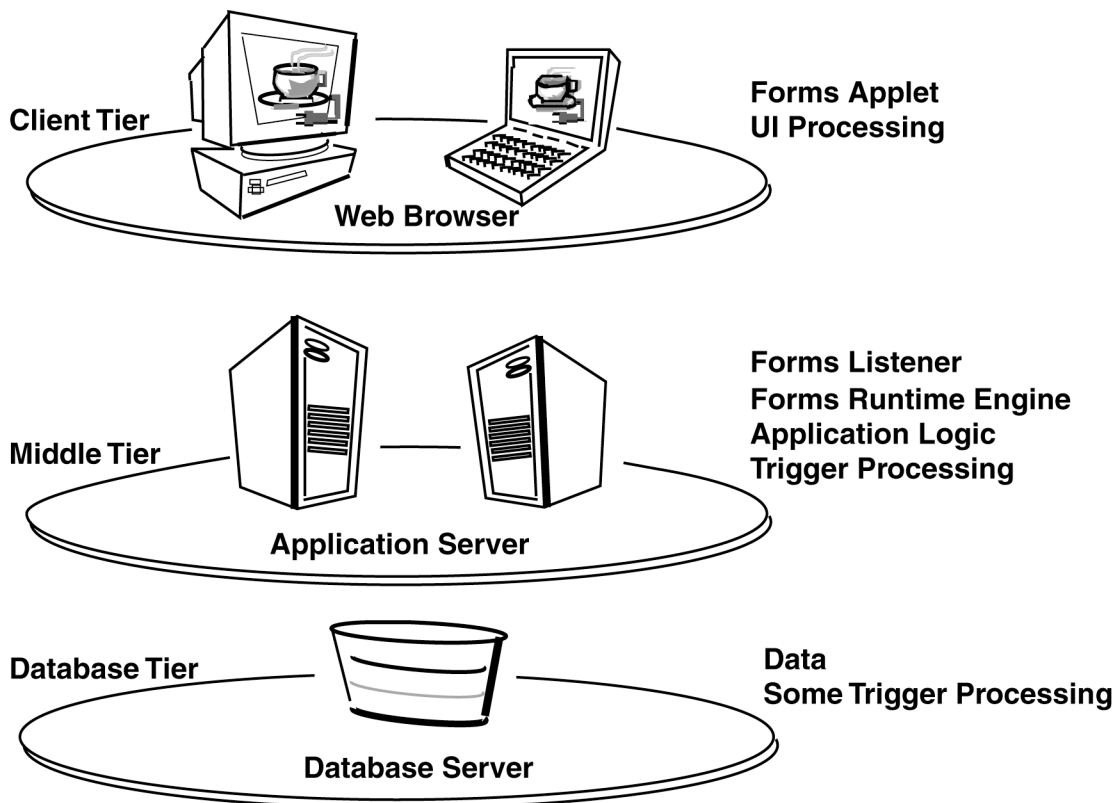 Client Tier
Forms Applet
UI Processing
Web Browser
Middle Tier
Forms Listener
Forms Runtime Engine
Application Logic
Trigger Processing
Application Server
Database Tier
Data
Some Trigger Processing
Database Server